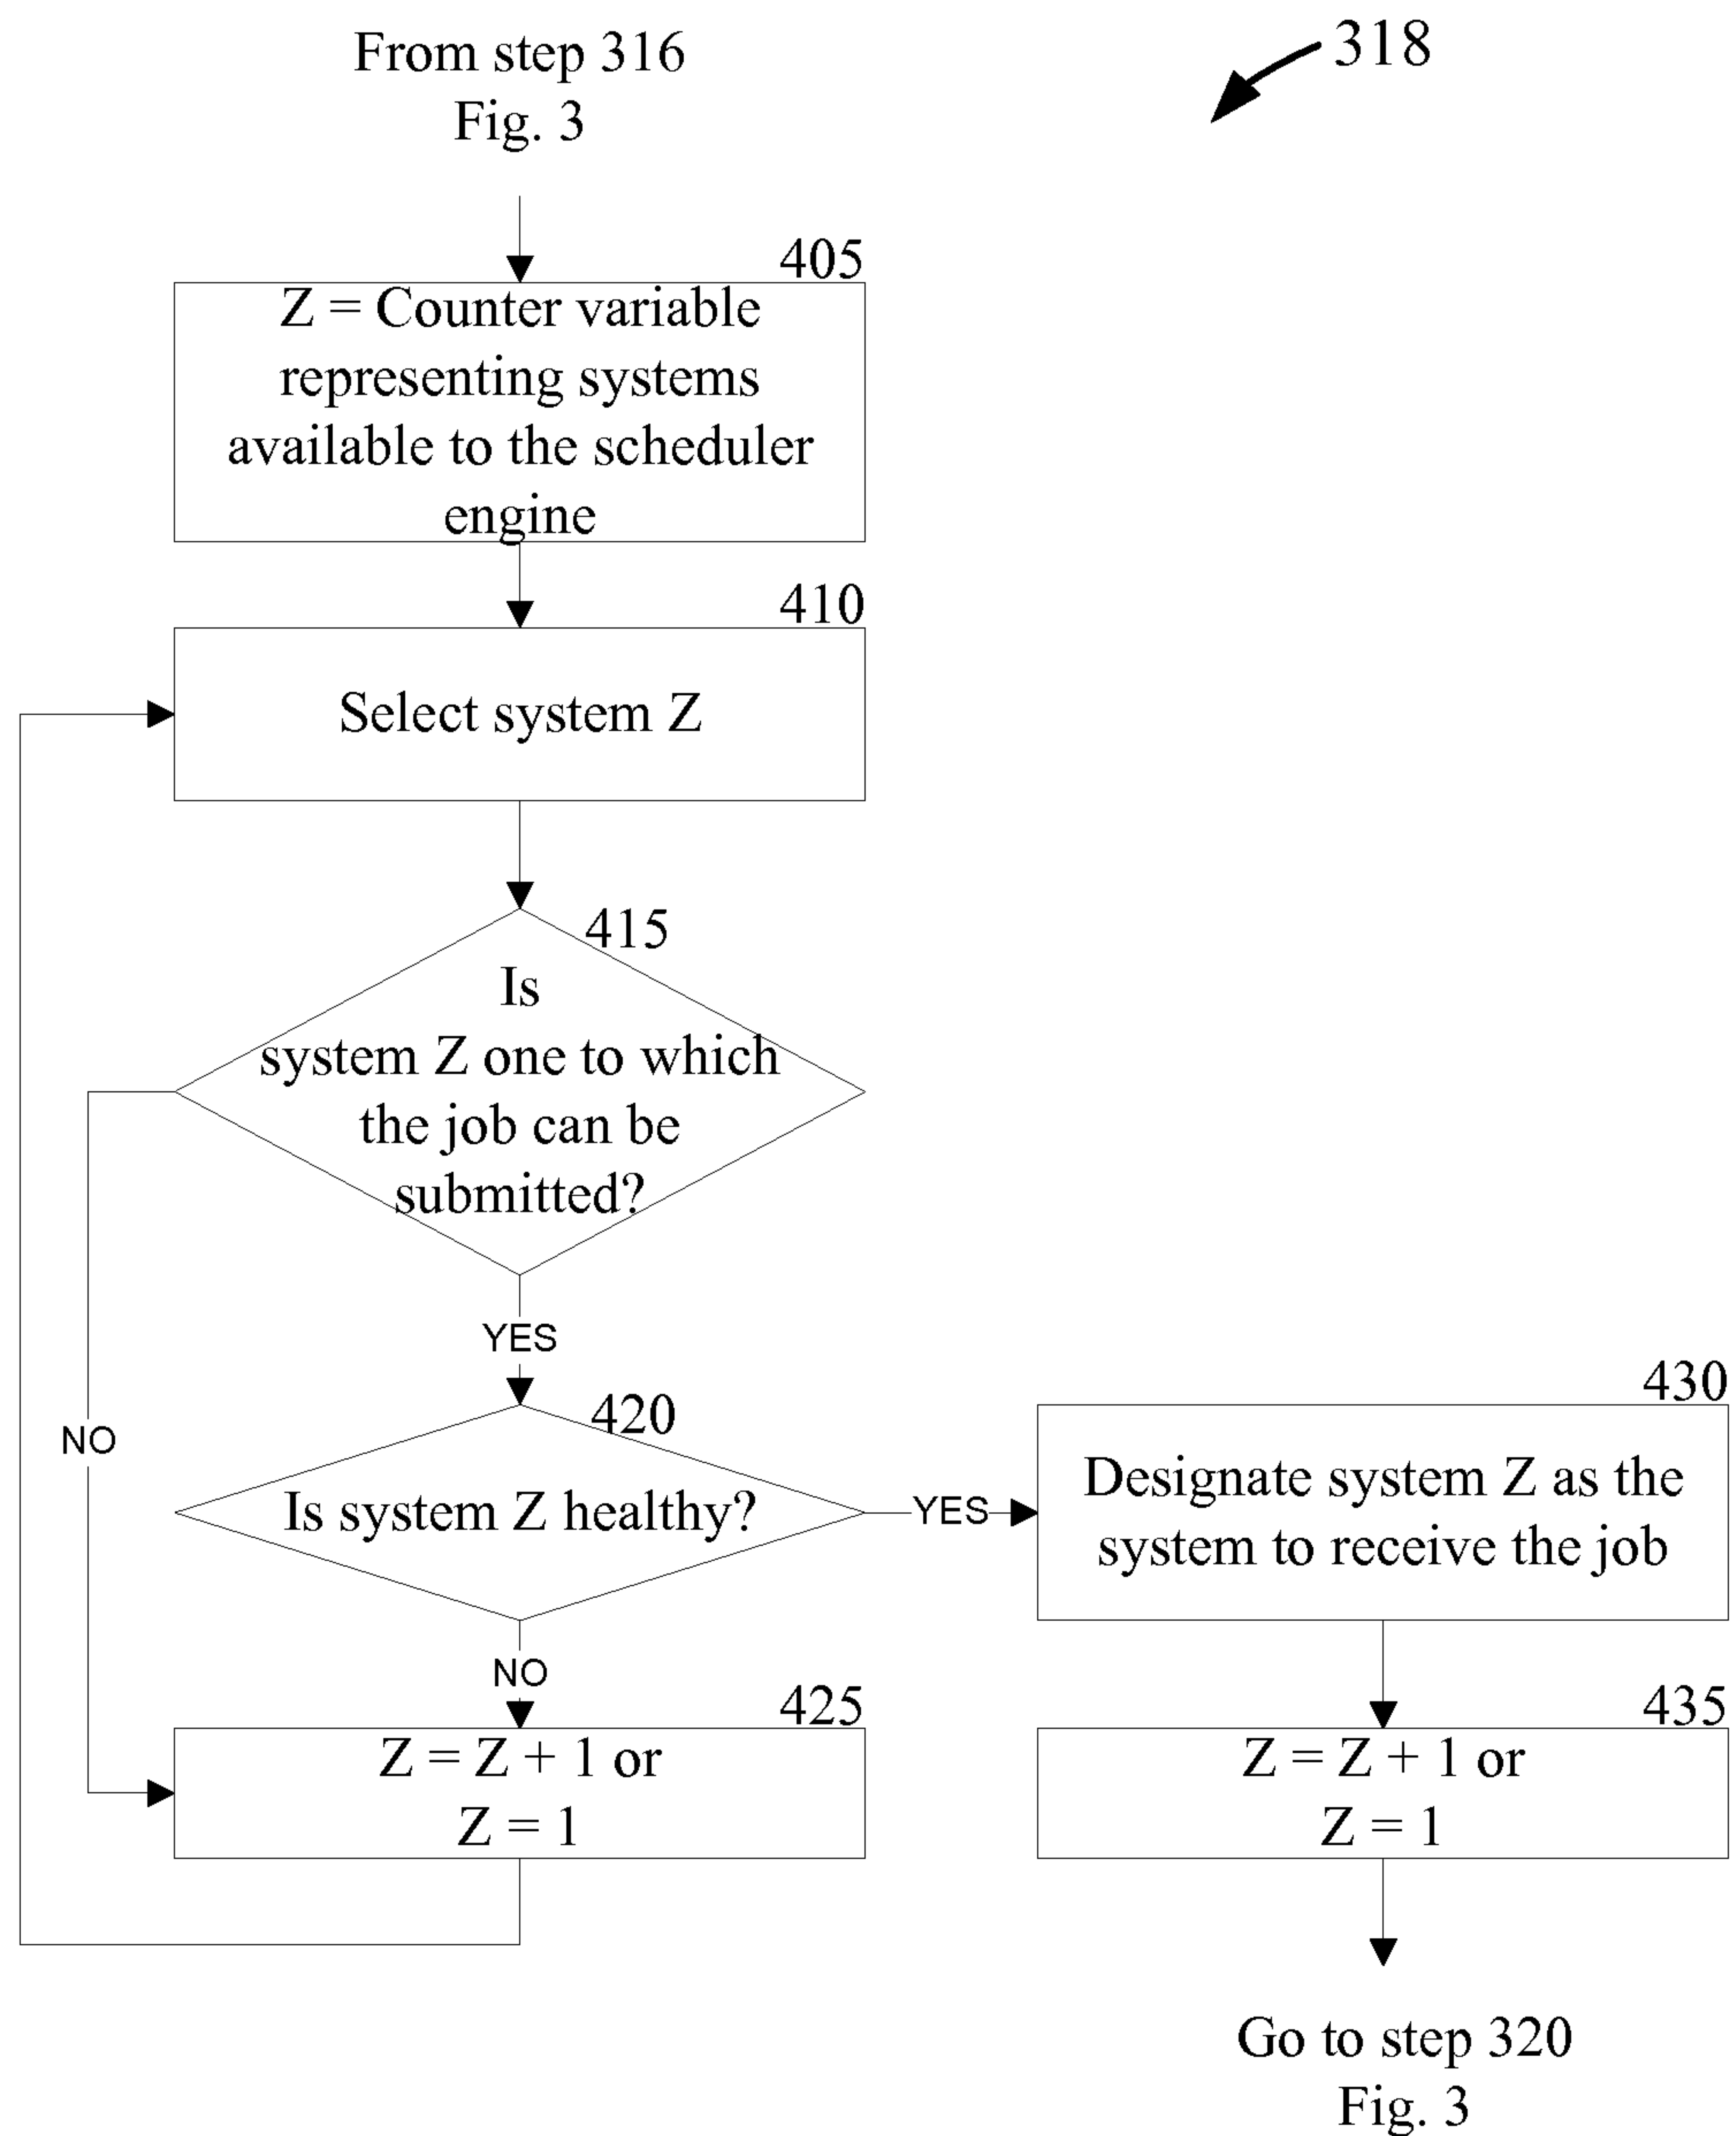 From step 316
Fig. 3
318
405
Z = Counter variable
representing systems
available to the scheduler
engine
410
Select system Z
415
Is
system Z one to which
the job can be
submitted?
YES
NO
420
Is system Z healthy?
YES
430
Designate system Z as the
system to receive the job
NO
425
Z = Z + 1 or
Z = 1
435
Z = Z + 1 or
Z = 1
Go to step 320
Fig. 3